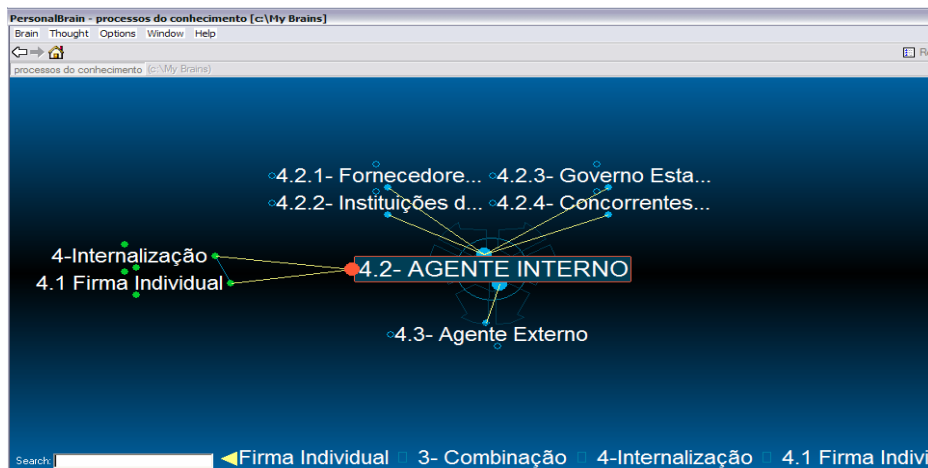 PersonalBrain - processos do conhecimento [c:\My Brains]
Brain Thought Options Window Help
processos do conhecimento (c:\My Brains)
4.2.1- Fornecedore... 4.2.3- Governo Esta...
4.2.2- Instituições d... 4.2.4- Concorrentes...
4-Internalização
4.2- AGENTE INTERNO
4.1 Firma Individual
4.3- Agente Externo
Search: Firma Individual 3- Combinação 4-Internalização 4.1 Firma Indivi